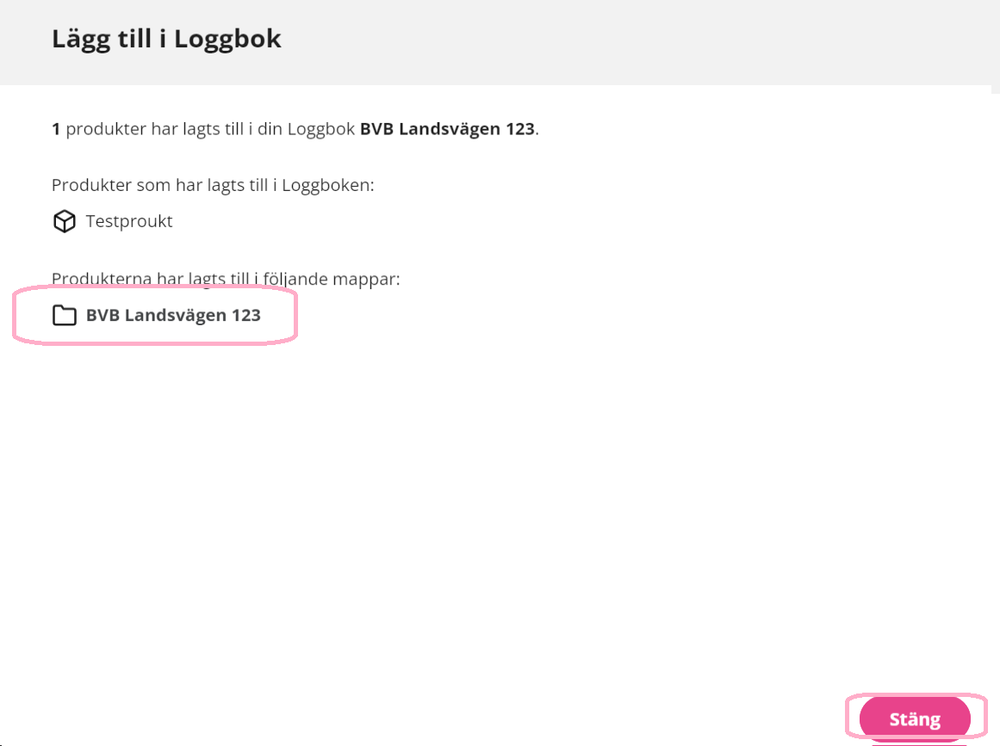 Lägg till i Loggbok
1 produkter har lagts till i din Loggbok BVB Landsvägen 123.
Produkter som har lagts till i Loggboken:
Testproukt
Produkterna har lagts till i följande mappar:
BVB Landsvägen 123
Stäng